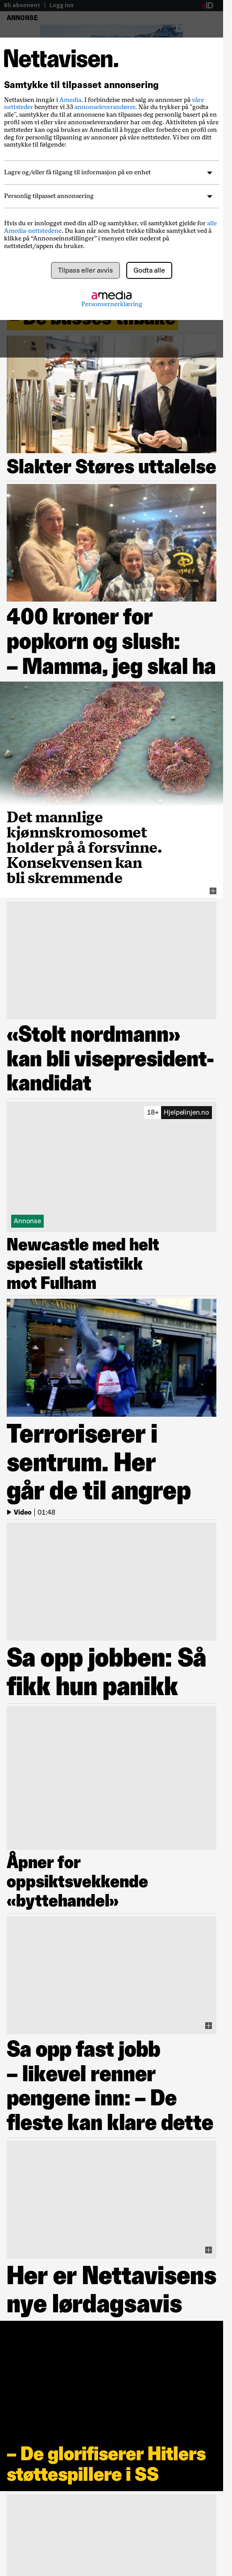 Bli abonnent | Logg inn
aID
ANNONSE
Nettavisen.
Samtykke til tilpasset annonsering
Nettavisen inngår i Amedia. I forbindelse med salg av annonser på våre
nettsteder benytter vi 33 annonseleverandører. Når du trykker på "godta
alle", samtykker du til at annonsene kan tilpasses deg personlig basert på en
profil som vi eller våre annonseleverandører har om deg. Aktiviteten på våre
nettsteder kan også brukes av Amedia til å bygge eller forbedre en profil om
deg for personlig tilpasning av annonser på våre nettsteder. Vi ber om ditt
samtykke til følgende:
Lagre og/eller få tilgang til informasjon på en enhet
Personlig tilpasset annonsering
Hvis du er innlogget med din aID og samtykker, vil samtykket gjelde for alle
Amedia-nettstedene. Du kan når som helst trekke tilbake samtykket ved å
klikke på “Annonseinnstillinger” i menyen eller nederst på
nettstedet/appen du bruker.
Tilpass eller avvis
Godta alle
amedia
Personvernerklæring
Slakter Støres uttalelse
400 kroner for
popkorn og slush:
– Mamma, jeg skal ha
Det mannlige
kjønnskromosomet
holder på å forsvinne.
Konsekvensen kan
bli skremmende
«Stolt nordmann»
kan bli visepresident-
kandidat
18+ Hjelpelinjen.no
Annonse
Newcastle med helt
spesiell statistikk
mot Fulham
Terroriserer i
sentrum. Her
går de til angrep
Video | 01:48
Sa opp jobben: Så
fikk hun panikk
Åpner for
oppsiktsvekkende
«byttehandel»
Sa opp fast jobb
– likevel renner
pengene inn: – De
fleste kan klare dette
Her er Nettavisens
nye lørdagsavis
– De glorifiserer Hitlers
støttespillere i SS